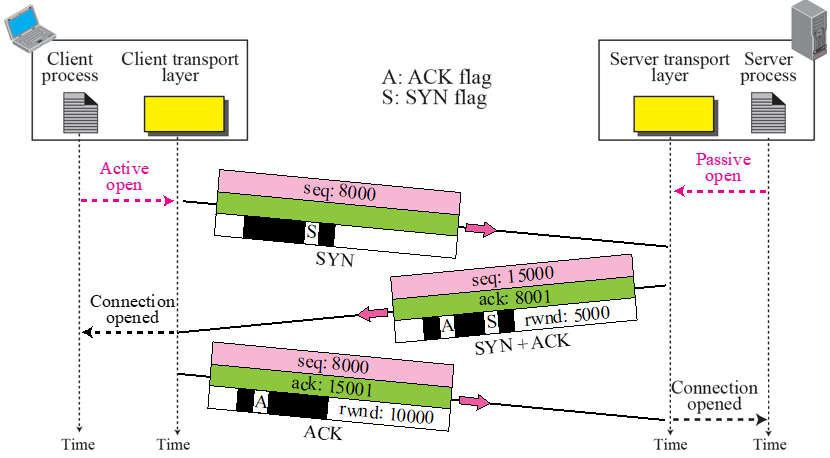 Client
process
Client transport
layer
A: ACK flag
S: SYN flag
Server transport
layer
Server
process
Active
open
Passive
open
seq: 8000
S
SYN
seq: 15000
ack: 8001
A
S
rwnd: 5000
SYN + ACK
Connection
opened
seq: 8000
ack: 15001
A
rwnd: 10000
ACK
Connection
opened
Time
Time
Time
Time